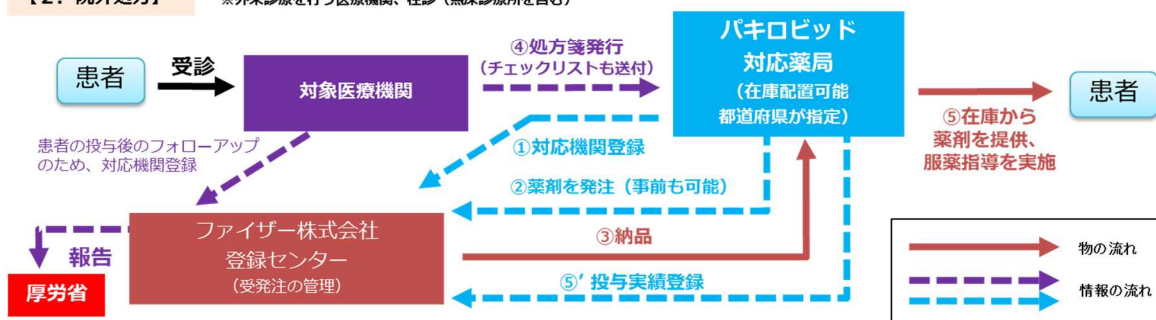 【2．院外処方】
※外来診療を行う医療機関、往診（無床診療所を含む）
患者
受診
対象医療機関
④処方箋発行
（チェックリストも送付）
パキロビッド
対応薬局
（在庫配置可能
都道府県が指定）
⑤在庫から
薬剤を提供、
服薬指導を実施
患者
患者の投与後のフォローアップ
のため、対応機関登録
①対応機関登録
②薬剤を発注（事前も可能）
ファイザー株式会社
登録センター
（受発注の管理）
③納品
⑤’投与実績登録
報告
厚労省
物の流れ
情報の流れ